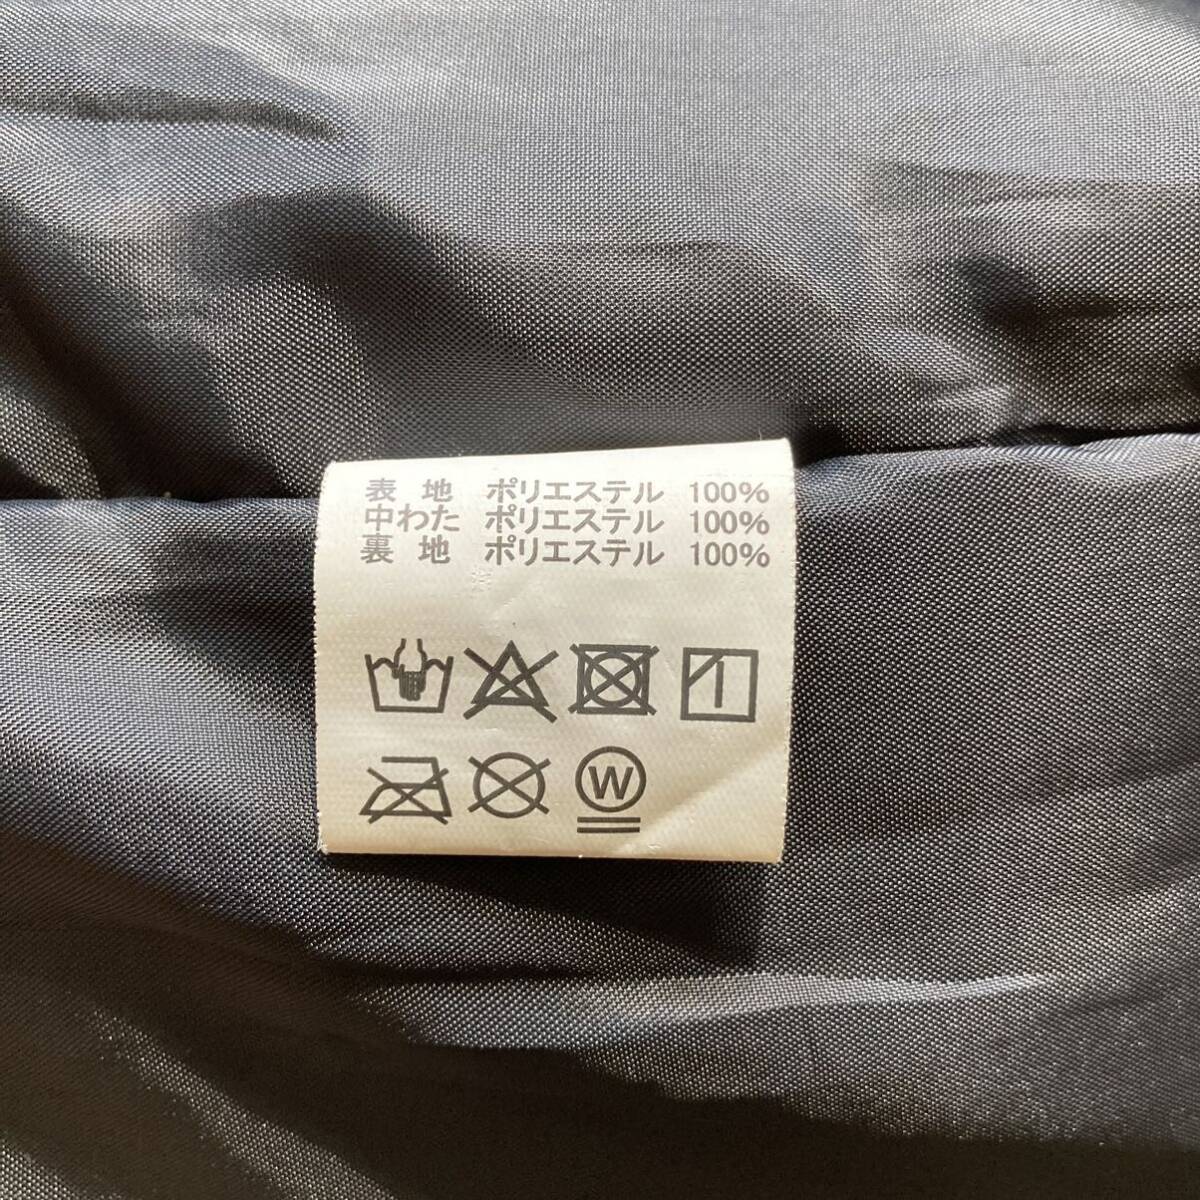 表 地 ポリエステル 100%
中わた ポリエステル 100%
裏 地 ポリエステル 100%
W